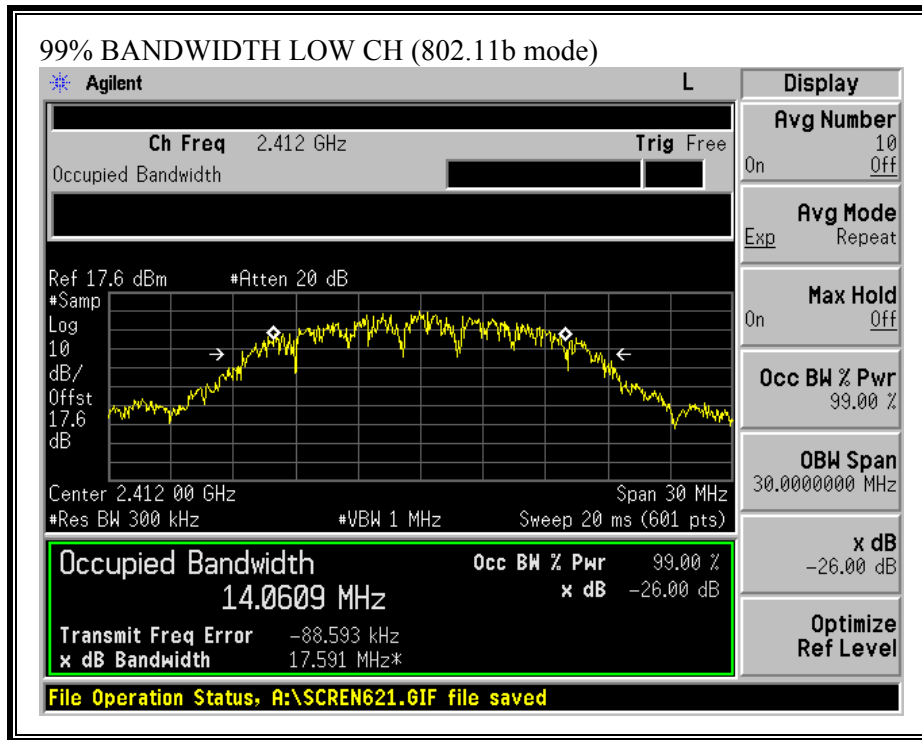 99% BANDWIDTH LOW CH (802.11b mode)
Agilent L
Ch Freq 2.412 GHz Trig Free
Occupied Bandwidth
Ref 17.6 dBm #Atten 20 dB
#Samp
Log
10
dB/
Offst
17.6
dB
Center 2.412 00 GHz Span 30 MHz
#Res BW 300 kHz #VBW 1 MHz Sweep 20 ms (601 pts)
Occupied Bandwidth
14.0609 MHz
Occ BW % Pwr 99.00 %
x dB -26.00 dB
Transmit Freq Error -88.593 kHz
x dB Bandwidth 17.591 MHz*
File Operation Status, A:\SCREN621.GIF file saved
Display
Avg Number
10
On Off
Avg Mode
Exp Repeat
Max Hold
On Off
Occ BW % Pwr
99.00 %
OBW Span
30.0000000 MHz
x dB
-26.00 dB
Optimize
Ref Level